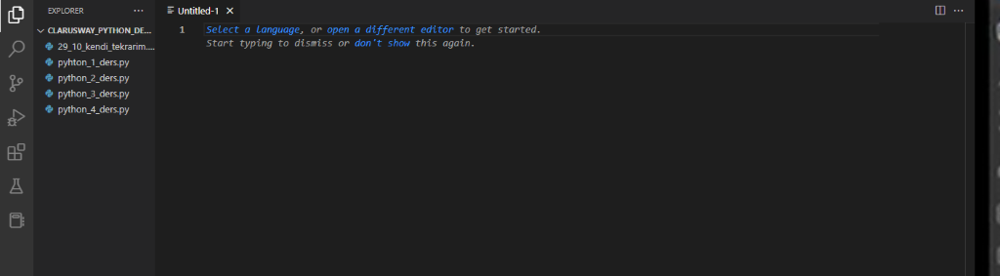 EXPLORER
CLARUSWAY_PYTHON_DE...
29_10_kendi_tekrarim....
pyhton_1_ders.py
python_2_ders.py
python_3_ders.py
python_4_ders.py
Untitled-1
1
Select a language, or open a different editor to get started.
Start typing to dismiss or don't show this again.